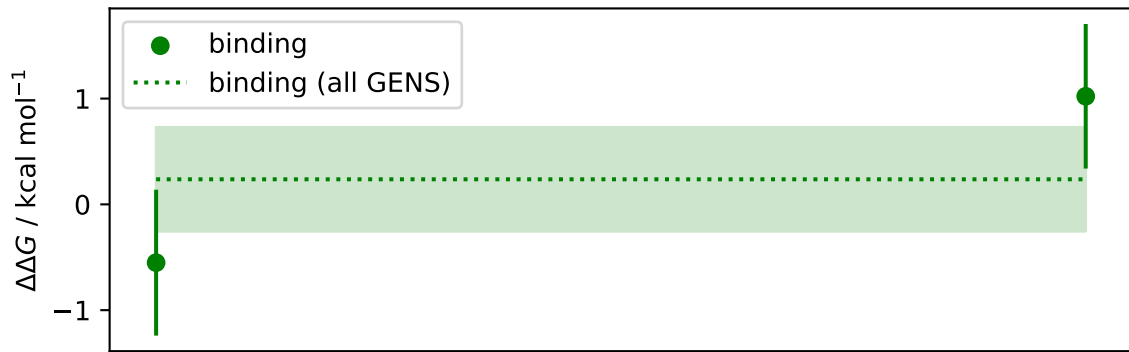 binding
binding (all GENS)
ΔΔG / kcal mol⁻¹
1
0
−1